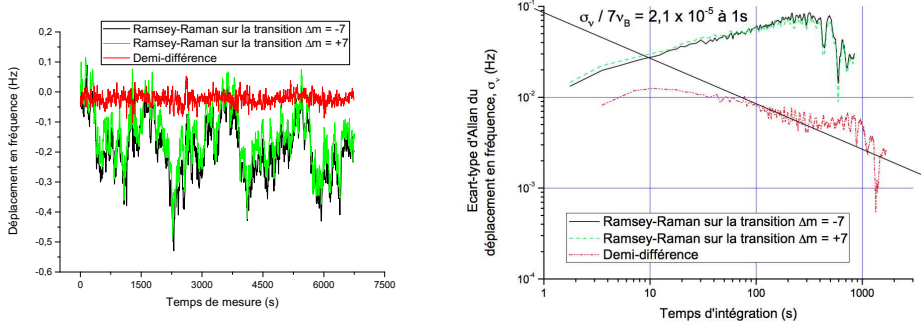 Ramsey-Raman sur la transition Δm = -7
Ramsey-Raman sur la transition Δm = +7
Demi-différence
Déplacement en fréquence (Hz)
0,2
0,1
0,0
-0,1
-0,2
-0,3
-0,4
-0,5
0,6
0 1500 3000 4500 6000 7500
Temps de mesure (s)
σν / 7νB = 2,1 x 10-5 à 1s
Ecart-type d'Allan du
déplacement en fréquence, σν (Hz)
10-1
10-2
10-3
10-4
Ramsey-Raman sur la transition Δm = -7
Ramsey-Raman sur la transition Δm = +7
Demi-différence
1 10 100 1000
Temps d'intégration (s)